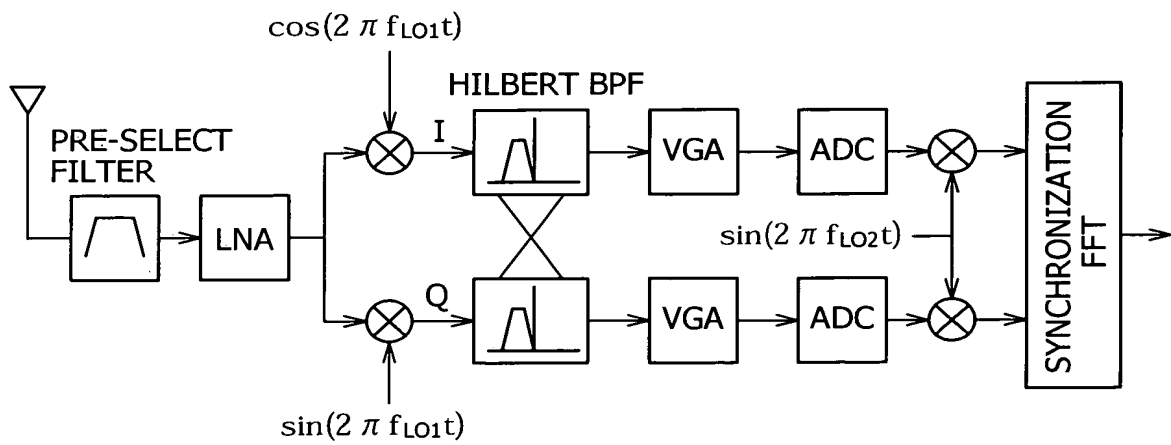 cos(2 π fLO1t)
HILBERT BPF
PRE-SELECT
FILTER
I
VGA
ADC
LNA
sin(2 π fLO2t)
Q
VGA
ADC
SYNCHRONIZATION
FFT
sin(2 π fLO1t)